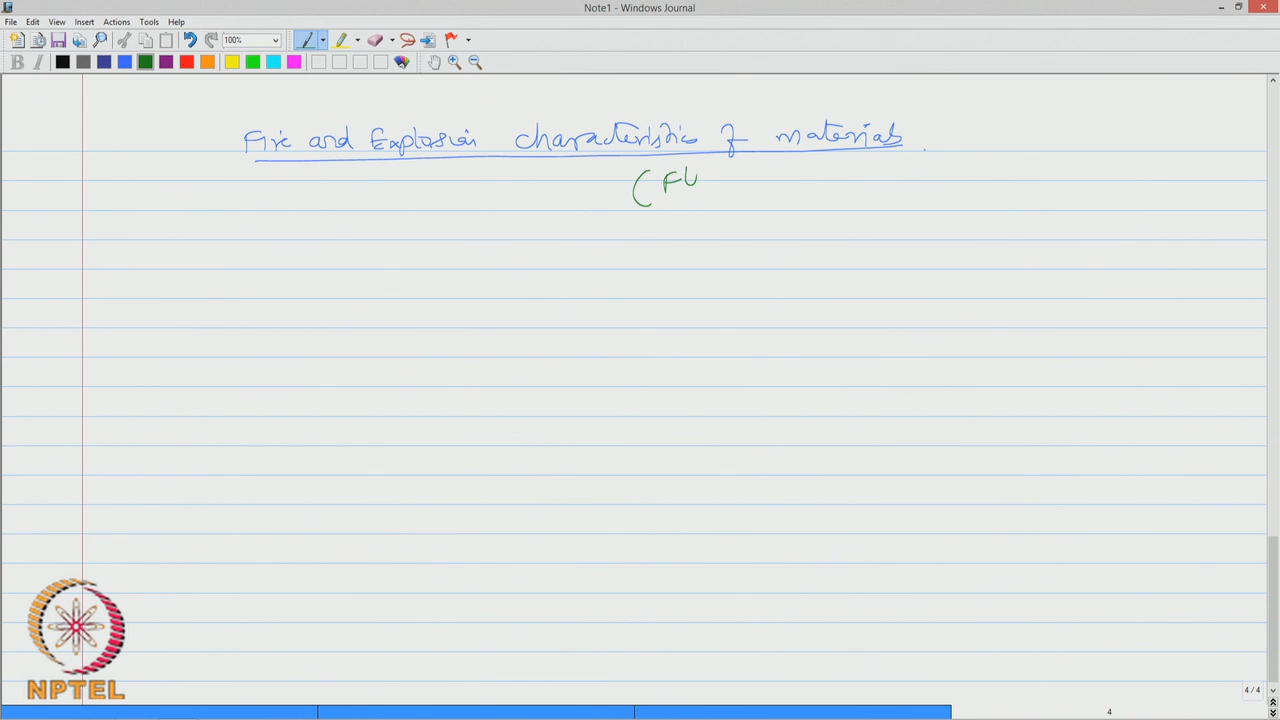 Note1 - Windows Journal
File Edit View Insert Actions Tools Help
100%
B I
Fire and Explosion characteristics of materials.
(FU
NPTEL
4 / 4
4